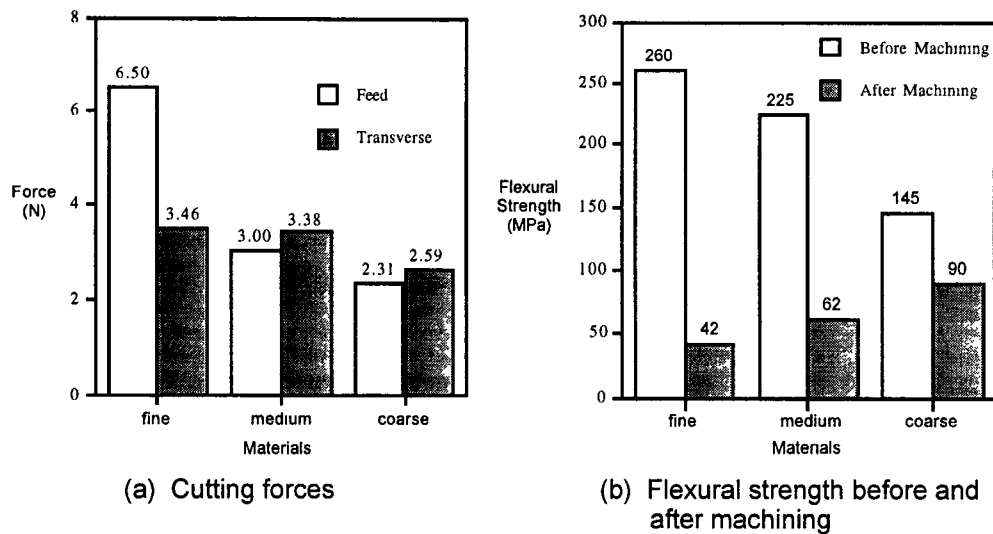 8
6
4
2
0
Force
(N)
6.50
3.46
3.00
3.38
2.31
2.59
Feed
Transverse
fine
medium
coarse
Materials
(a) Cutting forces
300
250
200
150
100
50
0
Flexural
Strength
(MPa)
260
42
225
62
145
90
Before Machining
After Machining
fine
medium
coarse
Materials
(b) Flexural strength before and
after machining